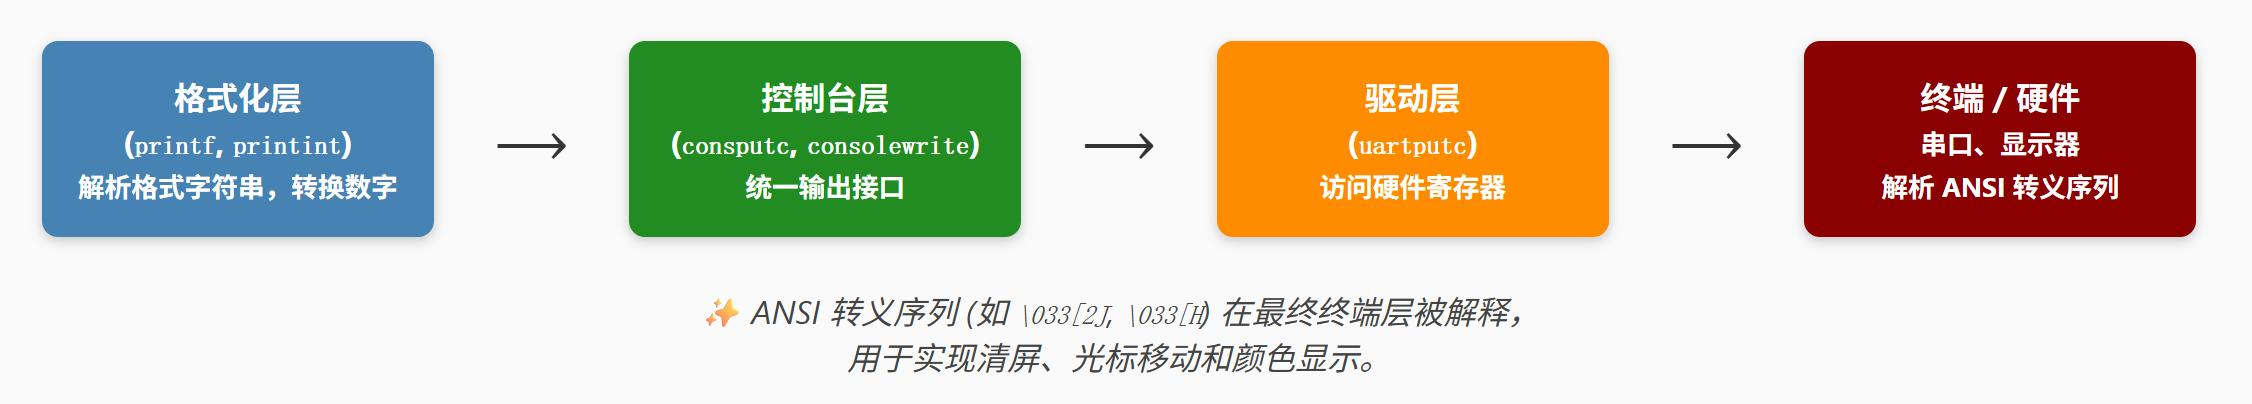 格式化层
(printf, printint)
解析格式字符串，转换数字
控制台层
(consputc, consolewrite)
统一输出接口
驱动层
(uartputc)
访问硬件寄存器
终端 / 硬件
串口、显示器
解析 ANSI 转义序列
✨ ANSI 转义序列 (如 \033[2J, \033[H) 在最终终端层被解释，
用于实现清屏、光标移动和颜色显示。